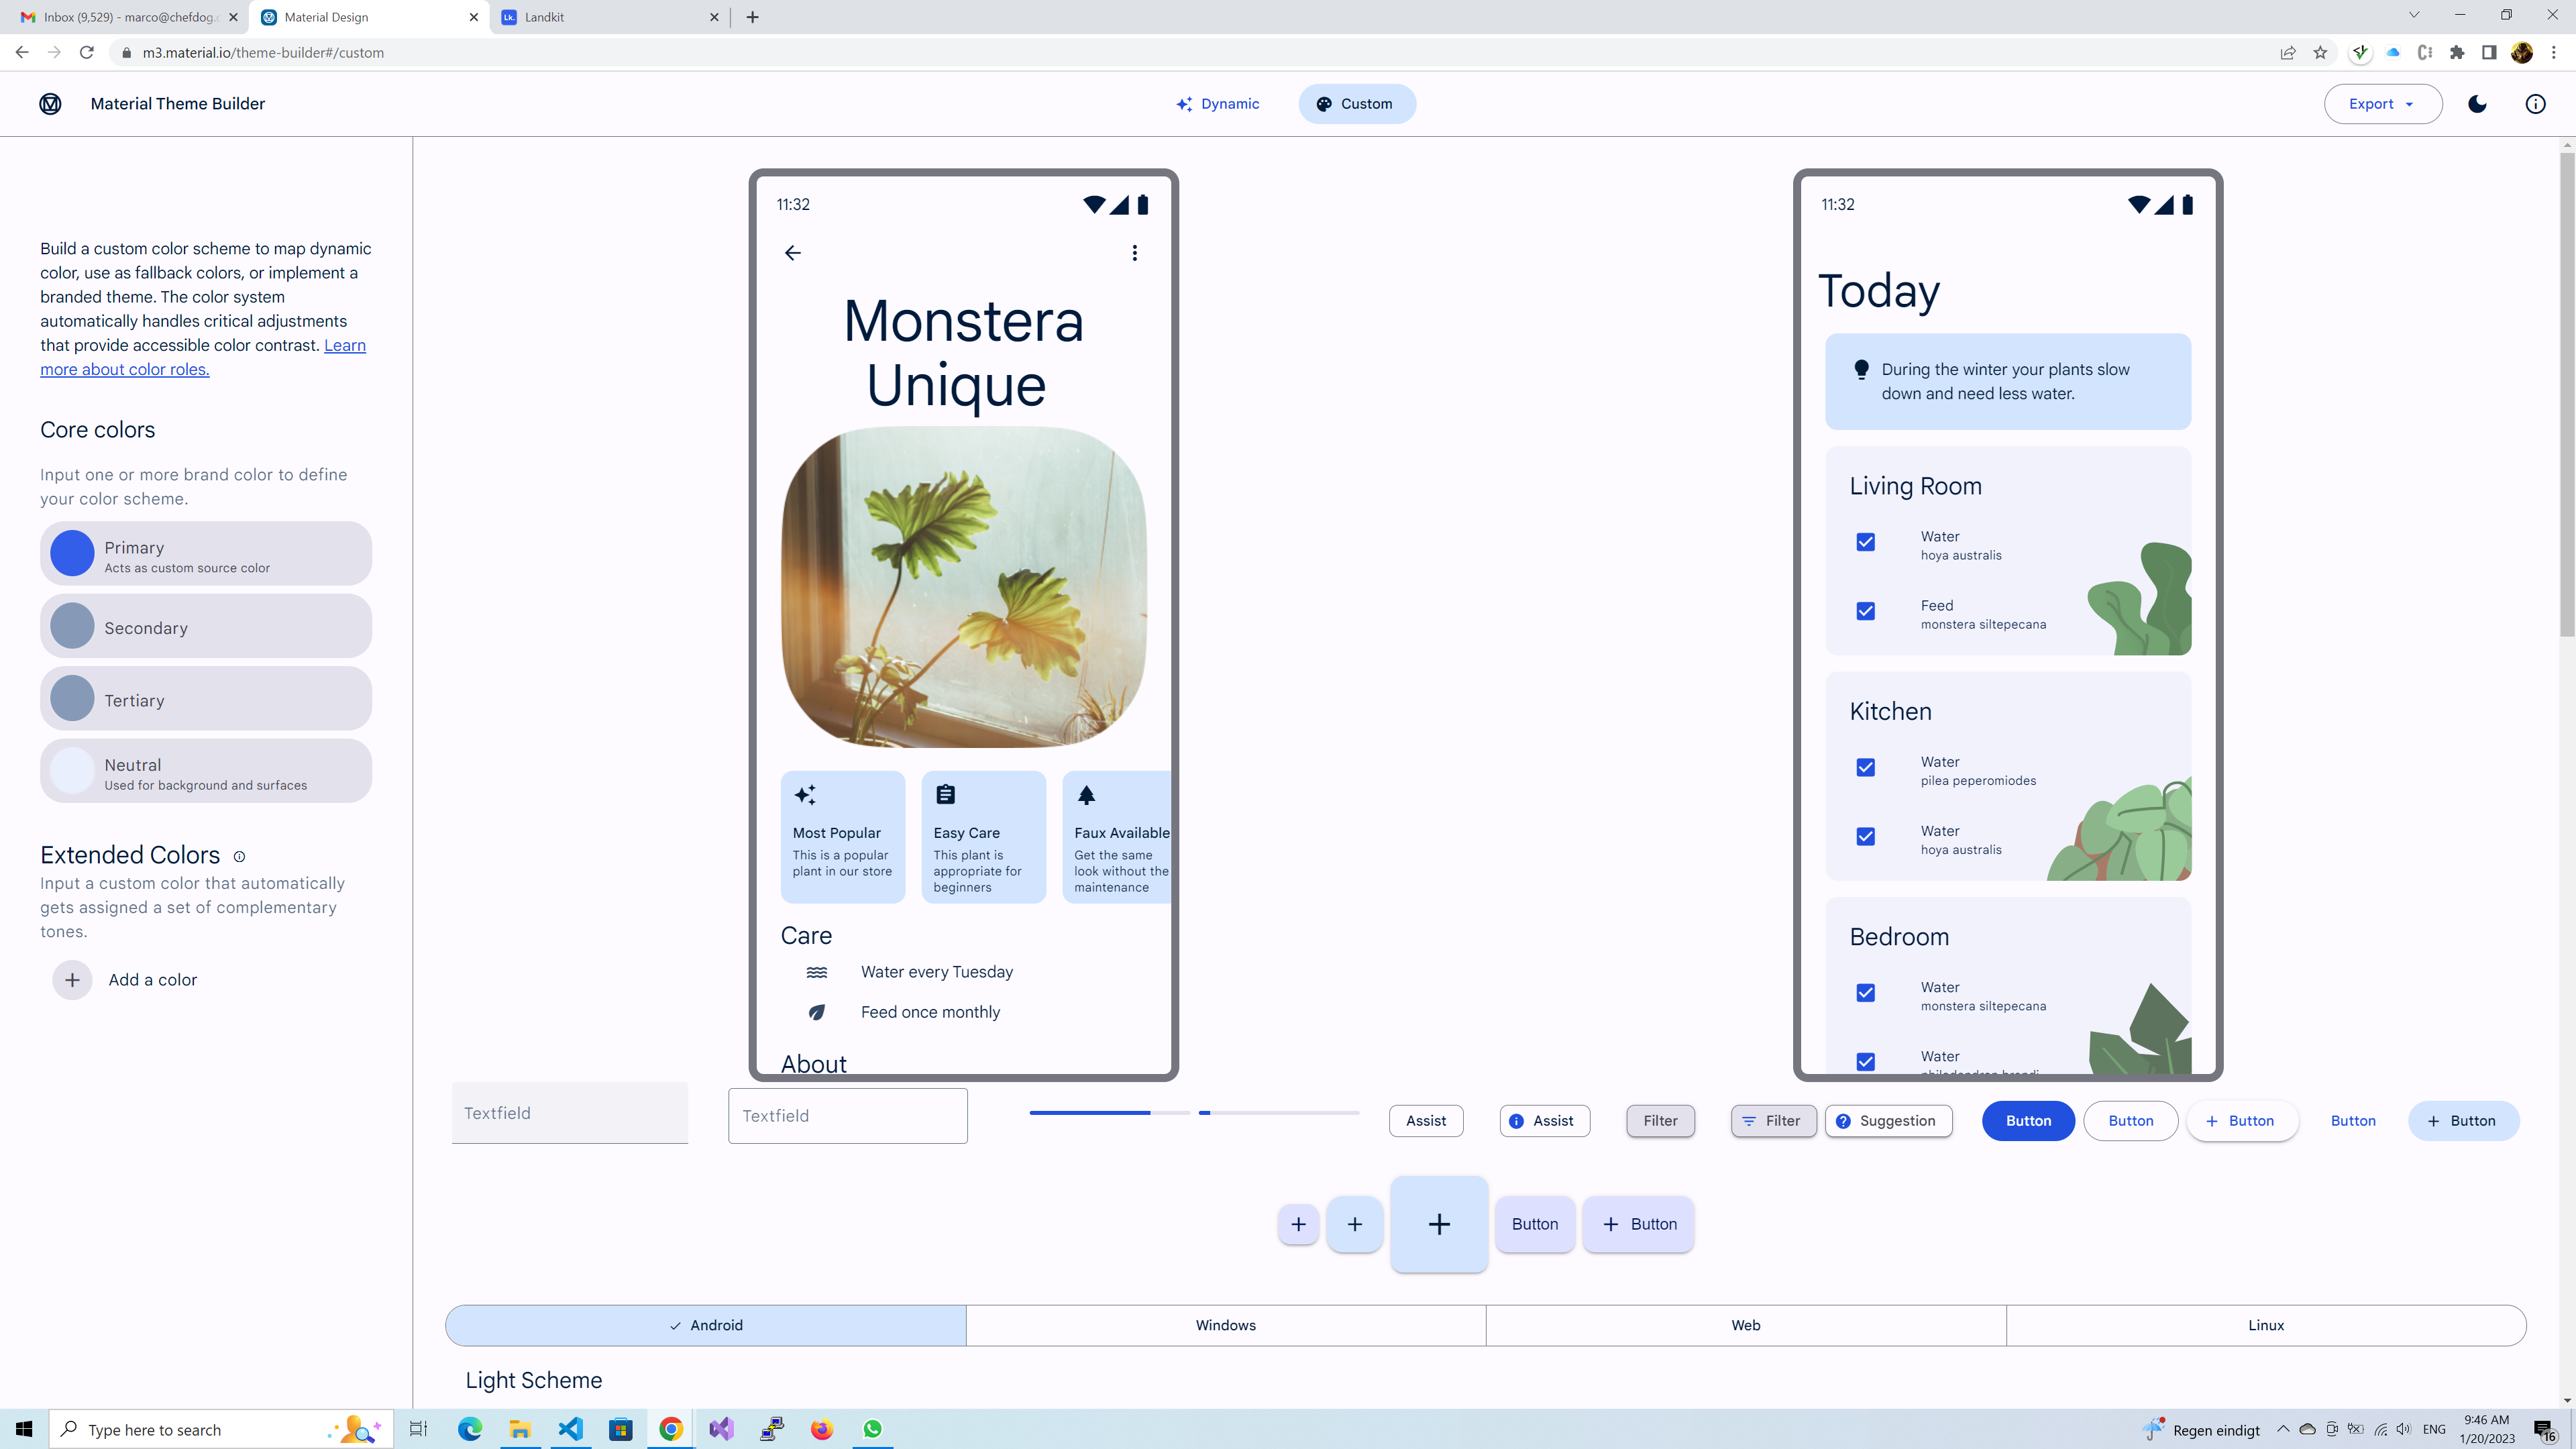 Inbox (9,529) - marco@chefdog.
Material Design
Landkit
m3.material.io/theme-builder#/custom
Material Theme Builder
Dynamic
Custom
Export
Build a custom color scheme to map dynamic
color, use as fallback colors, or implement a
branded theme. The color system
automatically handles critical adjustments
that provide accessible color contrast. Learn
more about color roles.
Core colors
Input one or more brand color to define
your color scheme.
Primary
Acts as custom source color
Secondary
Tertiary
Neutral
Used for background and surfaces
Extended Colors
Input a custom color that automatically
gets assigned a set of complementary
tones.
Add a color
11:32
Monstera
Unique
Most Popular
This is a popular
plant in our store
Easy Care
This plant is
appropriate for
beginners
Faux Available
Get the same
look without the
maintenance
Care
Water every Tuesday
Feed once monthly
About
11:32
Today
During the winter your plants slow
down and need less water.
Living Room
Water
hoya australis
Feed
monstera siltepecana
Kitchen
Water
pilea peperomiodes
Water
hoya australis
Bedroom
Water
monstera siltepecana
Water
Textfield
Textfield
Assist
Assist
Filter
Filter
Suggestion
Button
Button
Button
Button
Button
Button
Button
Android
Windows
Web
Linux
Light Scheme
Type here to search
Regen eindigt
ENG
9:46 AM
1/20/2023
16